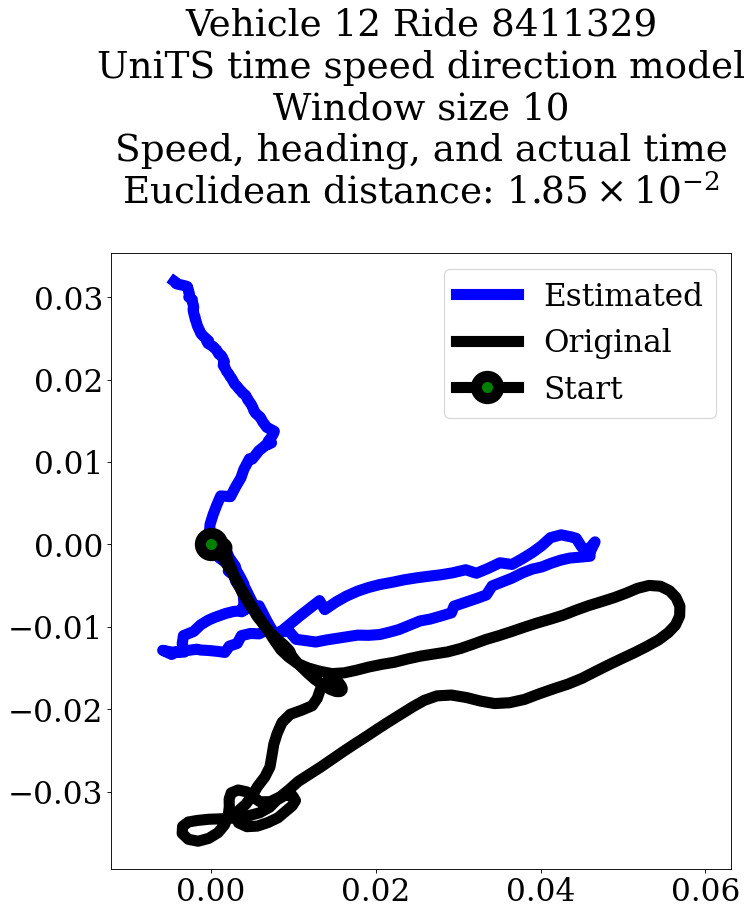 Vehicle 12 Ride 8411329
UniTS time speed direction model
Window size 10
Speed, heading, and actual time
Euclidean distance: 1.85 × 10⁻²
Estimated
Original
Start
0.03
0.02
0.01
0.00
−0.01
−0.02
−0.03
0.00 0.02 0.04 0.06